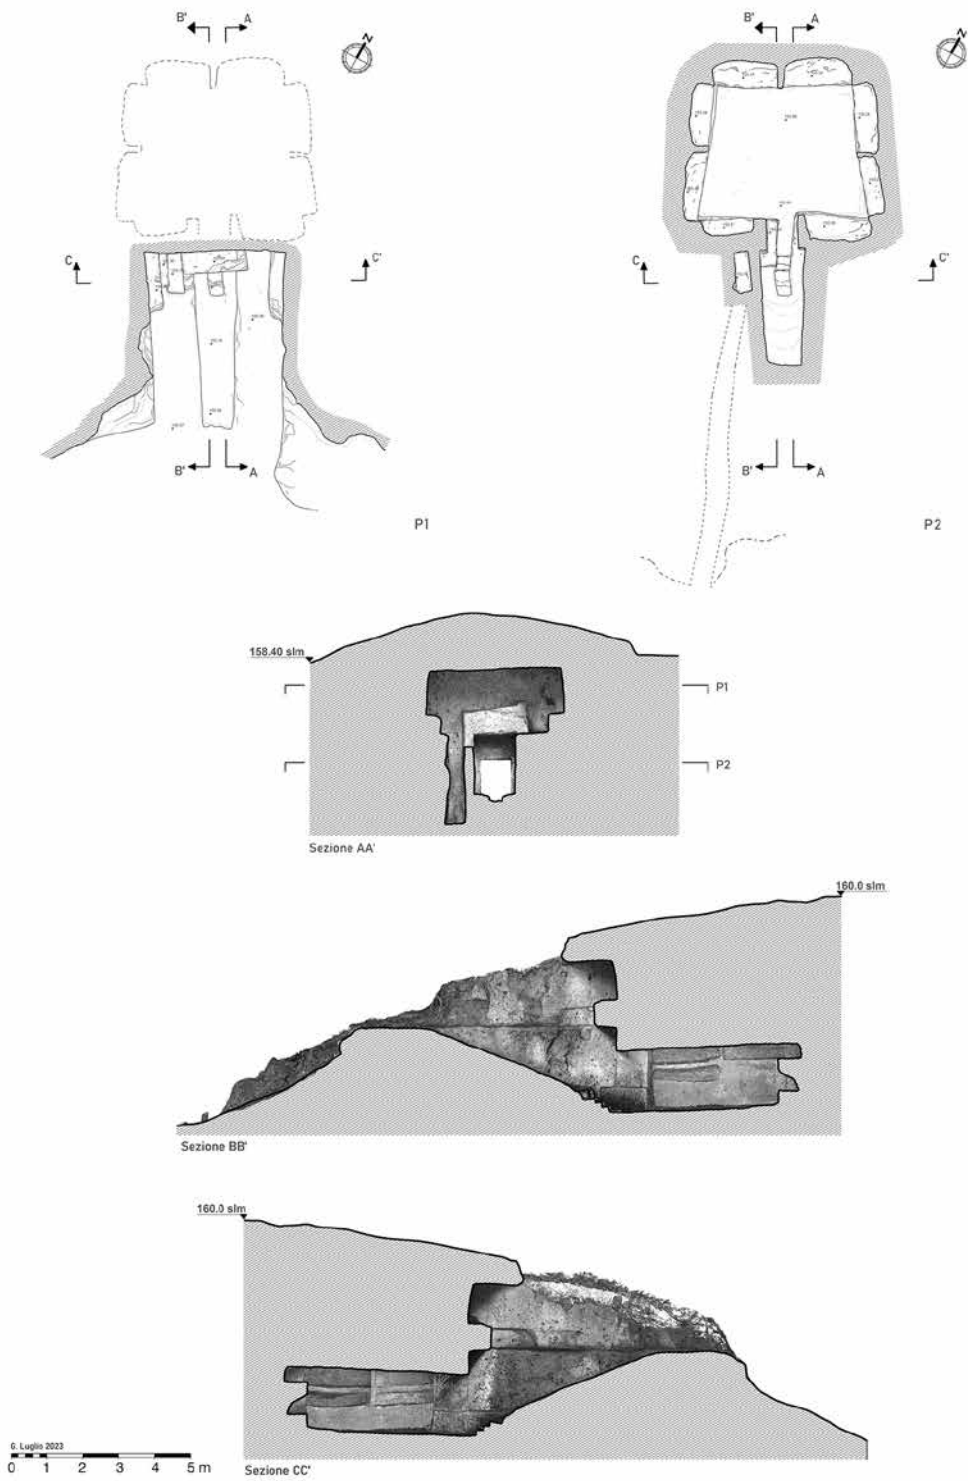 B' A
N
C C'
B' A
P1
B' A
N
C C'
B' A
P2
158.40 slm
P1
P2
Sezione AA'
160.0 slm
Sezione BB'
160.0 slm
G. Luglio 2023
0 1 2 3 4 5 m
Sezione CC'